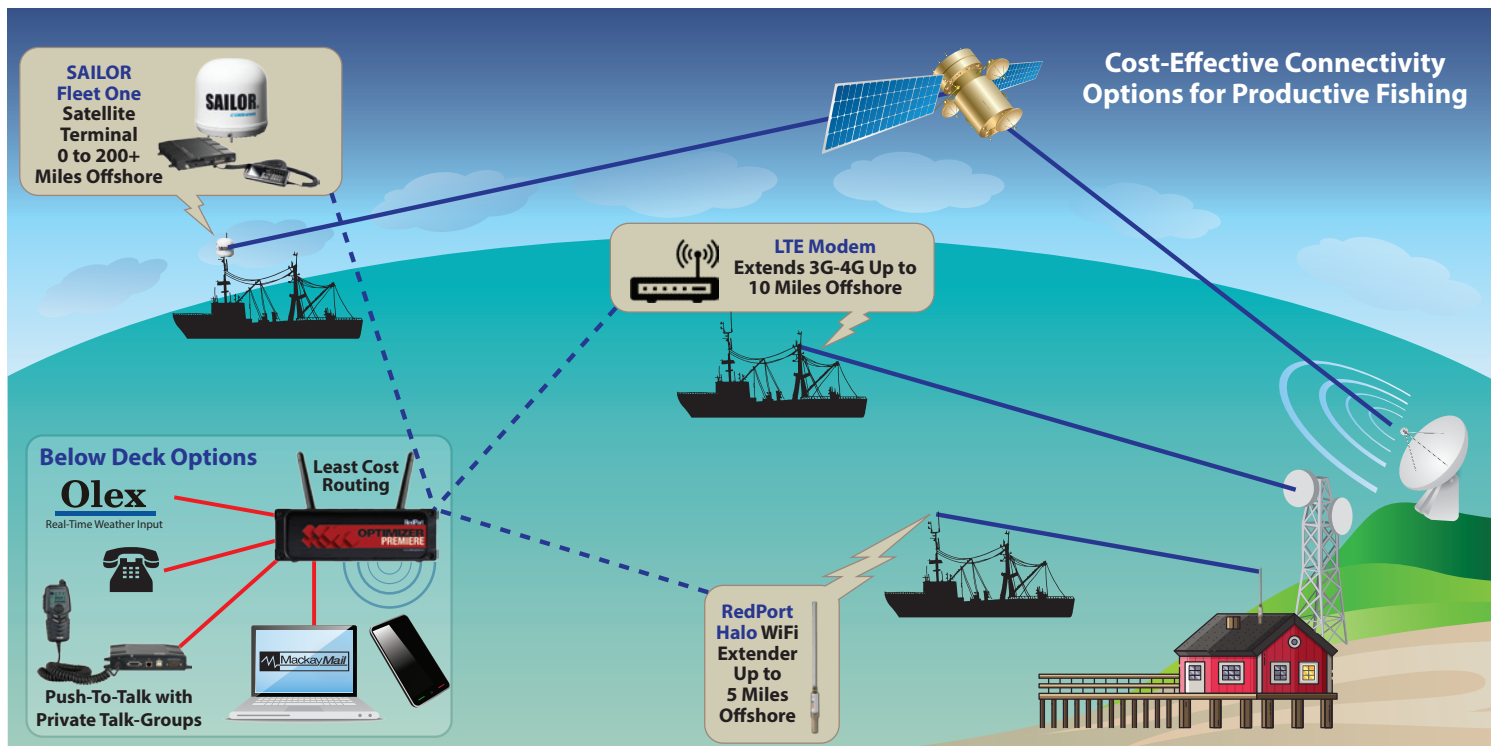 Cost-Effective Connectivity
Options for Productive Fishing
SAILOR
Fleet One
Satellite
Terminal
0 to 200+
Miles Offshore
SAILOR
LTE Modem
Extends 3G-4G Up to
10 Miles Offshore
Below Deck Options
Olex
Real-Time Weather Input
Least Cost
Routing
RedPort
OPTIMIZER
PREMIERE
MackayMail
Push-To-Talk with
Private Talk-Groups
RedPort
Halo WiFi
Extender
Up to
5 Miles
Offshore